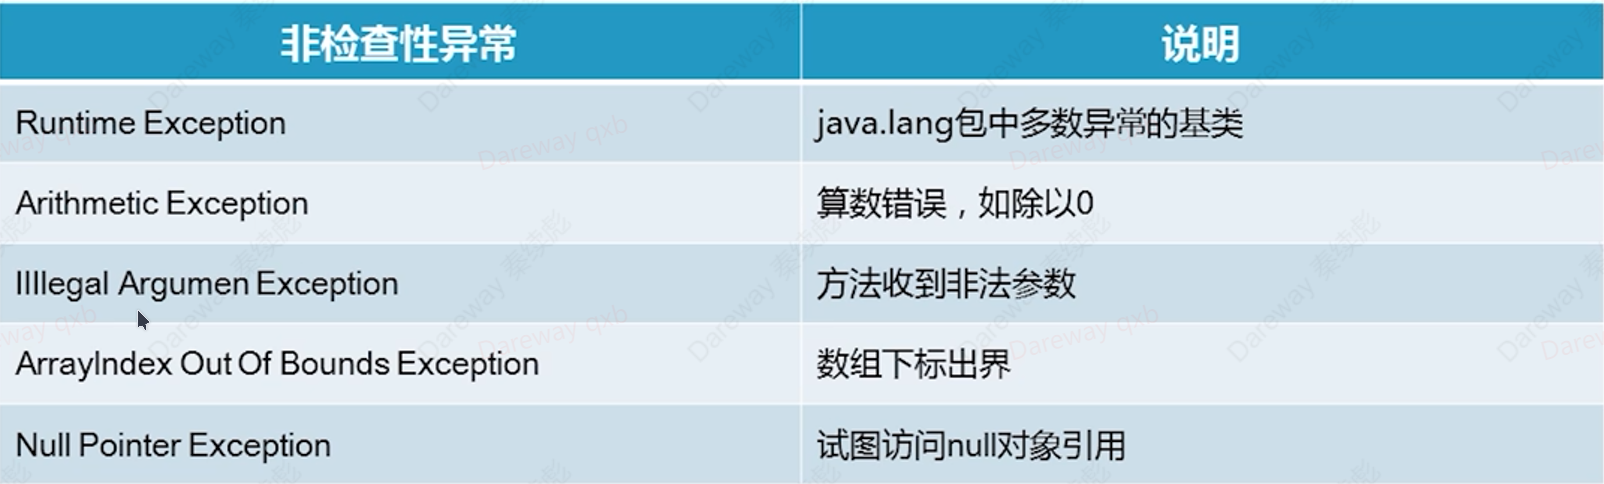 非检查性异常
说明
Runtime Exception
java.lang包中多数异常的基类
Arithmetic Exception
算数错误，如除以0
IIllegal Argumen Exception
方法收到非法参数
ArrayIndex Out Of Bounds Exception
数组下标出界
Null Pointer Exception
试图访问null对象引用
Dareway qxb